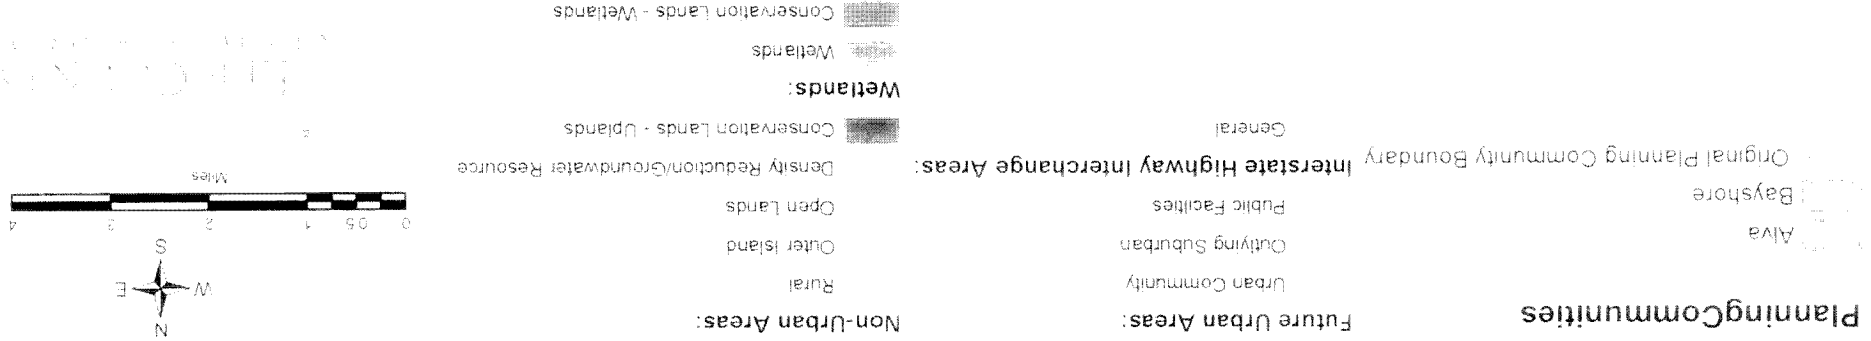 PlanningCommunities
Alva
Bayshore
Original Planning Community Boundary
Future Urban Areas:
Urban Community
Outlying Suburban
Public Facilities
Interstate Highway Interchange Areas:
General
Non-Urban Areas:
Rural
Outer Island
Open Lands
Density Reduction/Groundwater Resource
Conservation Lands - Uplands
Wetlands:
Wetlands
Conservation Lands - Wetlands
N
W E
S
0 0.5 1 2 3 4
Miles